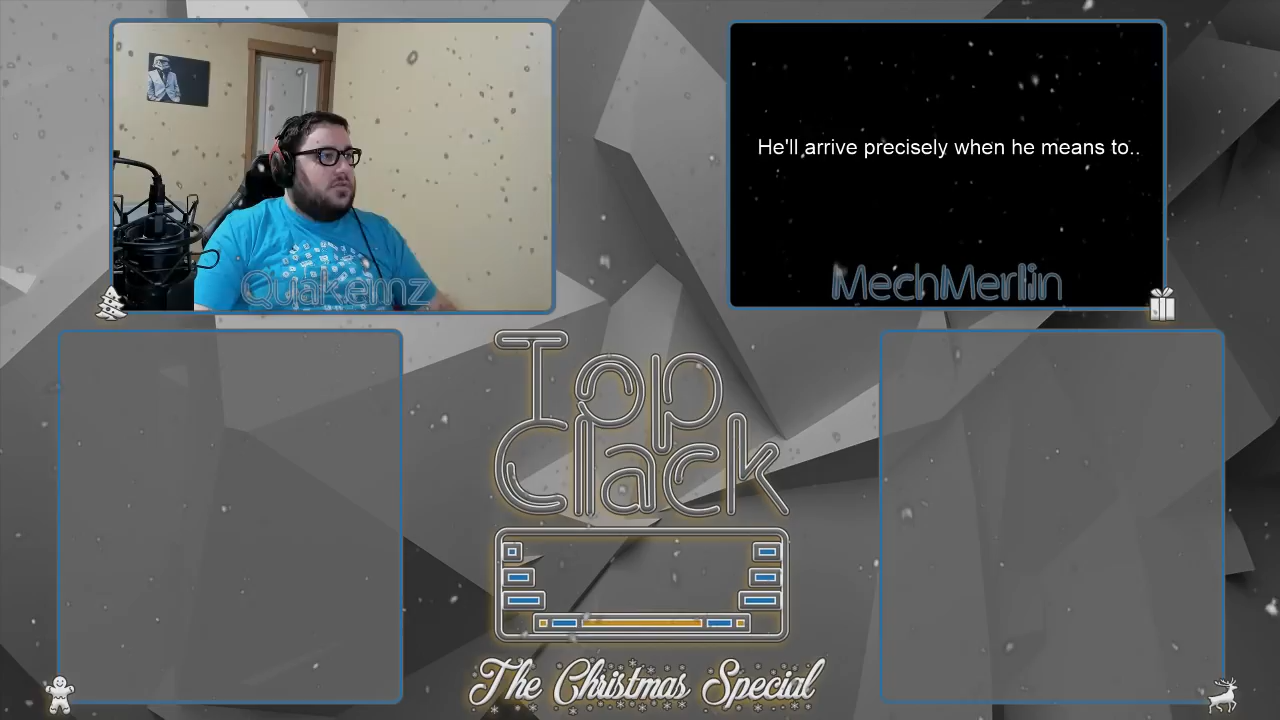 He'll arrive precisely when he means to..
Quakemz
MechMerlin
Top
Clack
The Christmas Special